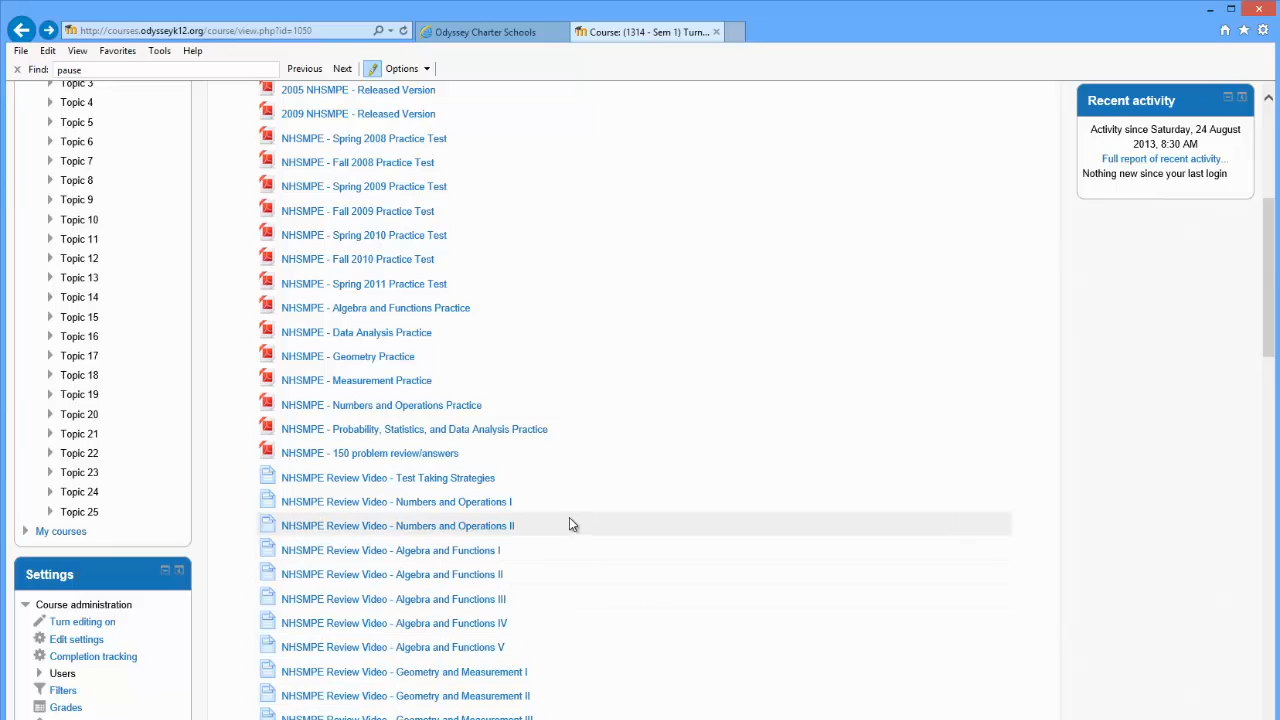 http://courses.odysseyk12.org/course/view.php?id=1050
Odyssey Charter Schools
Course: (1314 - Sem 1) Turn...
File Edit View Favorites Tools Help
Find: pause Previous Next Options
Topic 3
Topic 4
Topic 5
Topic 6
Topic 7
Topic 8
Topic 9
Topic 10
Topic 11
Topic 12
Topic 13
Topic 14
Topic 15
Topic 16
Topic 17
Topic 18
Topic 19
Topic 20
Topic 21
Topic 22
Topic 23
Topic 24
Topic 25
My courses
Settings
Course administration
Turn editing on
Edit settings
Completion tracking
Users
Filters
Grades
2005 NHSMPE - Released Version
2009 NHSMPE - Released Version
NHSMPE - Spring 2008 Practice Test
NHSMPE - Fall 2008 Practice Test
NHSMPE - Spring 2009 Practice Test
NHSMPE - Fall 2009 Practice Test
NHSMPE - Spring 2010 Practice Test
NHSMPE - Fall 2010 Practice Test
NHSMPE - Spring 2011 Practice Test
NHSMPE - Algebra and Functions Practice
NHSMPE - Data Analysis Practice
NHSMPE - Geometry Practice
NHSMPE - Measurement Practice
NHSMPE - Numbers and Operations Practice
NHSMPE - Probability, Statistics, and Data Analysis Practice
NHSMPE - 150 problem review/answers
NHSMPE Review Video - Test Taking Strategies
NHSMPE Review Video - Numbers and Operations I
NHSMPE Review Video - Numbers and Operations II
NHSMPE Review Video - Algebra and Functions I
NHSMPE Review Video - Algebra and Functions II
NHSMPE Review Video - Algebra and Functions III
NHSMPE Review Video - Algebra and Functions IV
NHSMPE Review Video - Algebra and Functions V
NHSMPE Review Video - Geometry and Measurement I
NHSMPE Review Video - Geometry and Measurement II
NHSMPE Review Video - Geometry and Measurement III
Recent activity
Activity since Saturday, 24 August
2013, 8:30 AM
Full report of recent activity...
Nothing new since your last login